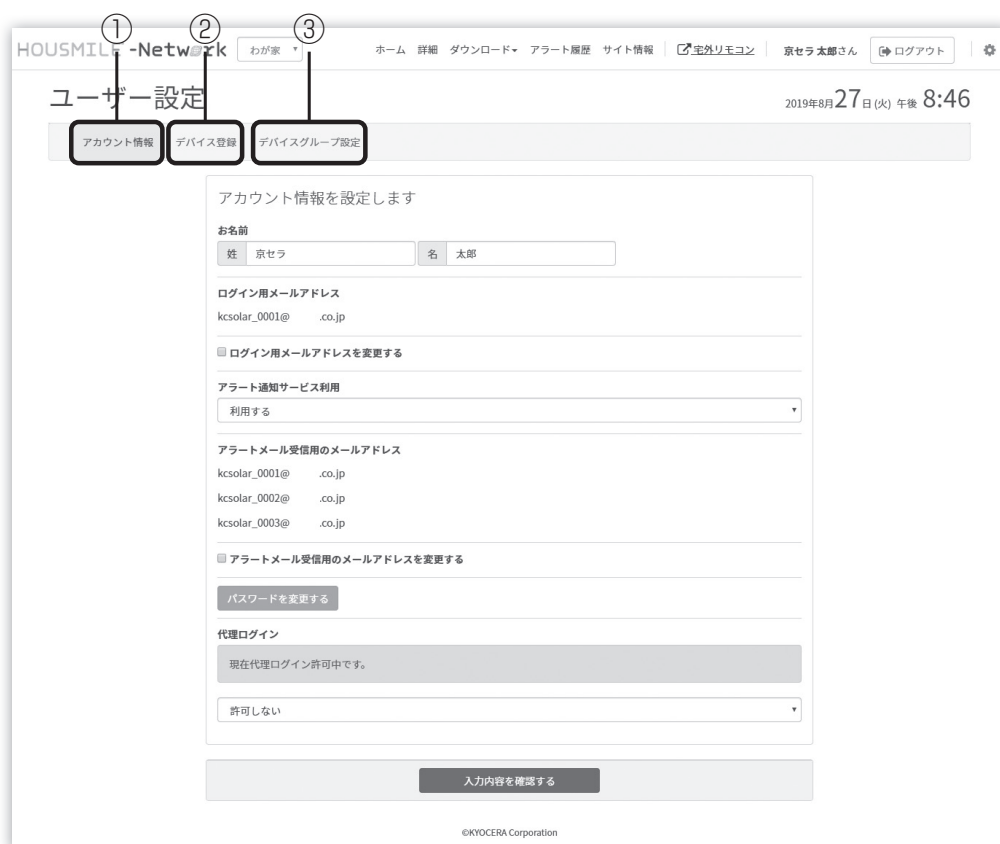 ① ② ③
HOUSMILE -Network わが家 ホーム 詳細 ダウンロード アラート履歴 サイト情報 宅外リモコン 京セラ 太郎さん ログアウト
ユーザー設定 2019年8月27日(火) 午後 8:46
アカウント情報 デバイス登録 デバイスグループ設定
アカウント情報を設定します
お名前
姓 京セラ 名 太郎
ログイン用メールアドレス
kcsolar_0001@ .co.jp
ログイン用メールアドレスを変更する
アラート通知サービス利用
利用する
アラートメール受信用のメールアドレス
kcsolar_0001@ .co.jp
kcsolar_0002@ .co.jp
kcsolar_0003@ .co.jp
アラートメール受信用のメールアドレスを変更する
パスワードを変更する
代理ログイン
現在代理ログイン許可中です。
許可しない
入力内容を確認する
©KYOCERA Corporation